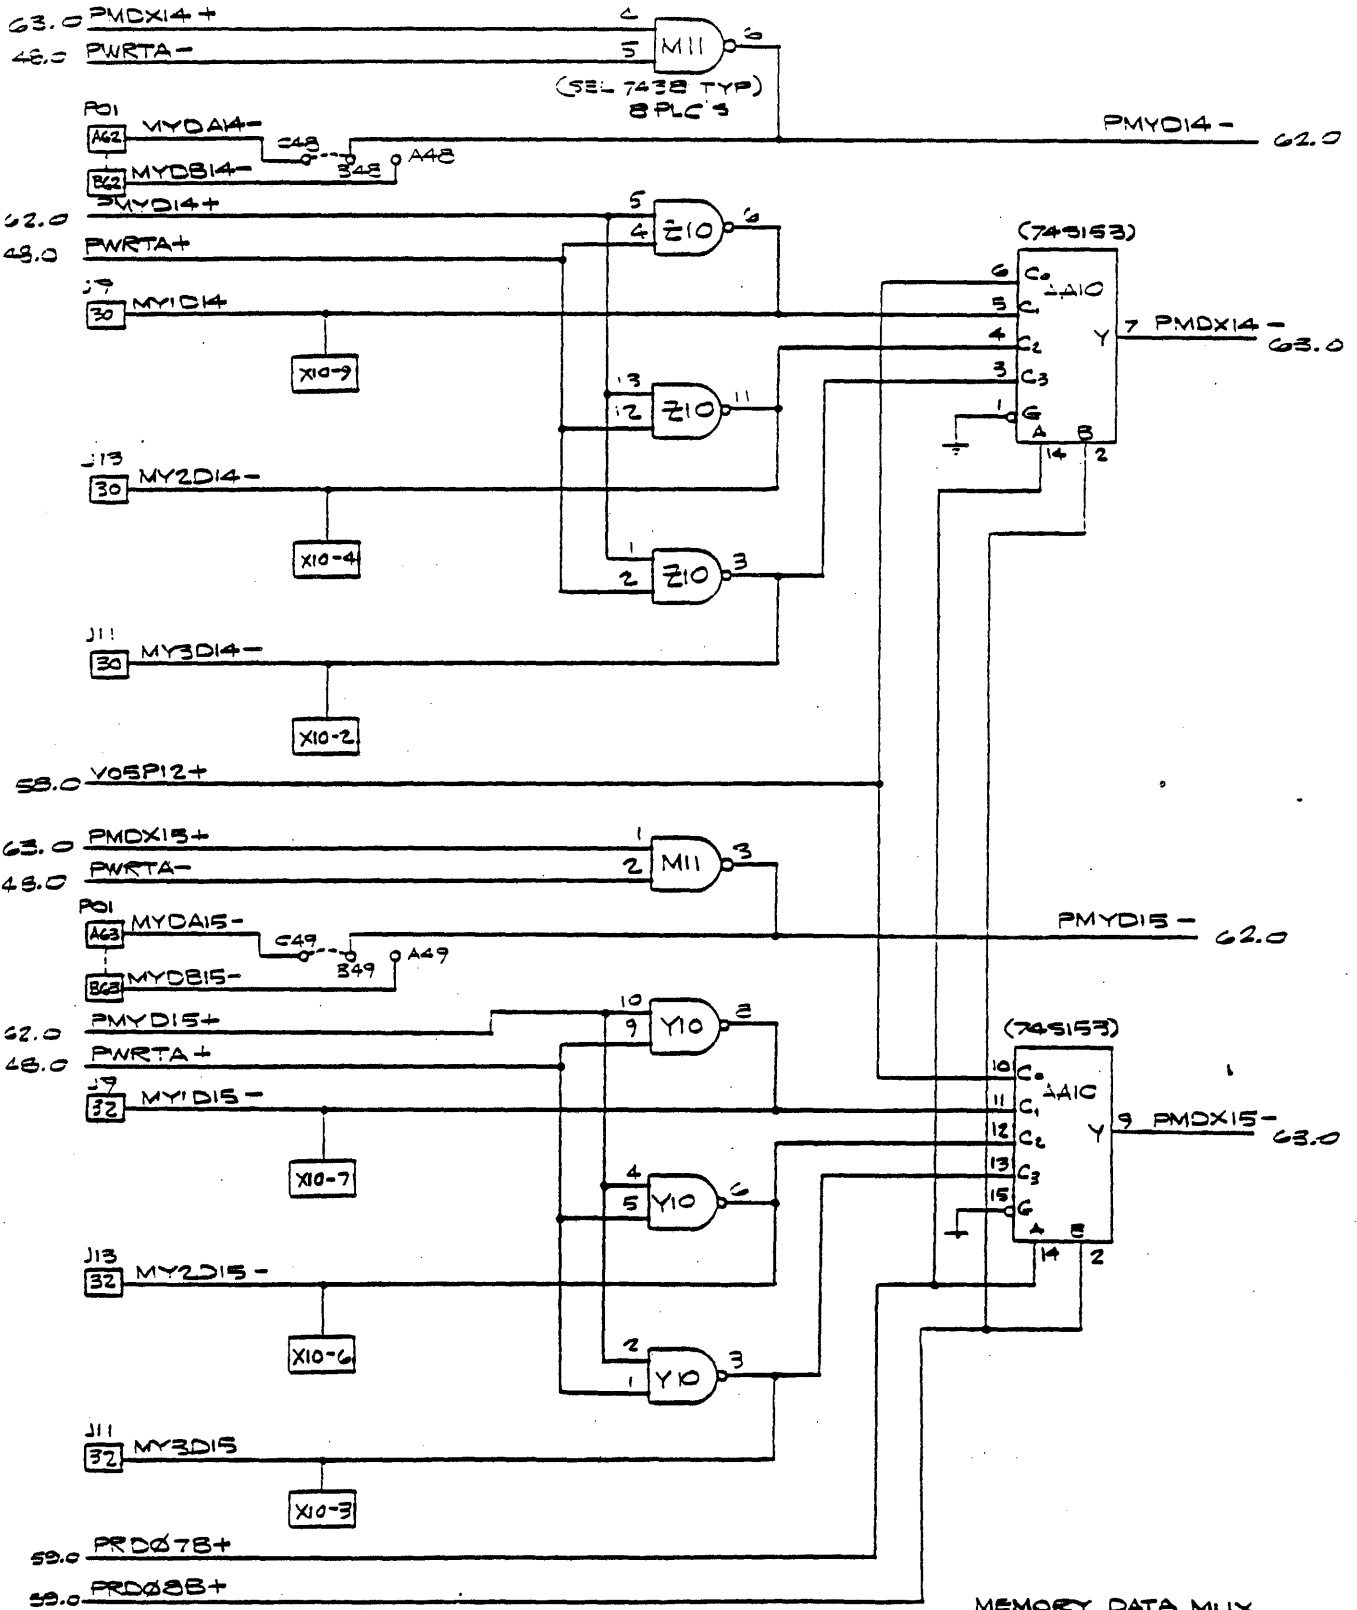 63.0 PMDX14+ 4 M11 6
48.0 PWRTA- 5
(SEL 7438 TYP)
8 PLC'S
P01
A62 MYDA14- C48 B48 A48 PMYD14- 62.0
B62 MYDB14-
62.0 PMYD14+ 5 Z10 6
48.0 PWRTA+ 4
(74S153)
J9
30 MY1D14
X10-9
6 C0 AA10
5 C1
4 C2 Y 7 PMDX14- 63.0
3 C3
1 G
A B
14 2
13 Z10 11
12
J13
30 MY2D14-
X10-4
1 Z10 3
2
J11
30 MY3D14-
X10-2
58.0 V05P12+
63.0 PMDX15+ 1 M11 3
48.0 PWRTA- 2
P01
A63 MYDA15- C49 B49 A49 PMYD15- 62.0
B63 MYDB15-
62.0 PMYD15+ 10 Y10 8
48.0 PWRTA+ 9
(74S153)
J9
32 MY1D15-
X10-7
10 C0 AA10
11 C1
12 C2 Y 9 PMDX15- 63.0
13 C3
15 G
A B
14 2
4 Y10 6
5
J13
32 MY2D15-
X10-6
2 Y10 3
1
J11
32 MY3D15
X10-3
59.0 PRDØ7B+
59.0 PRDØ8B+
MEMORY DATA MUX